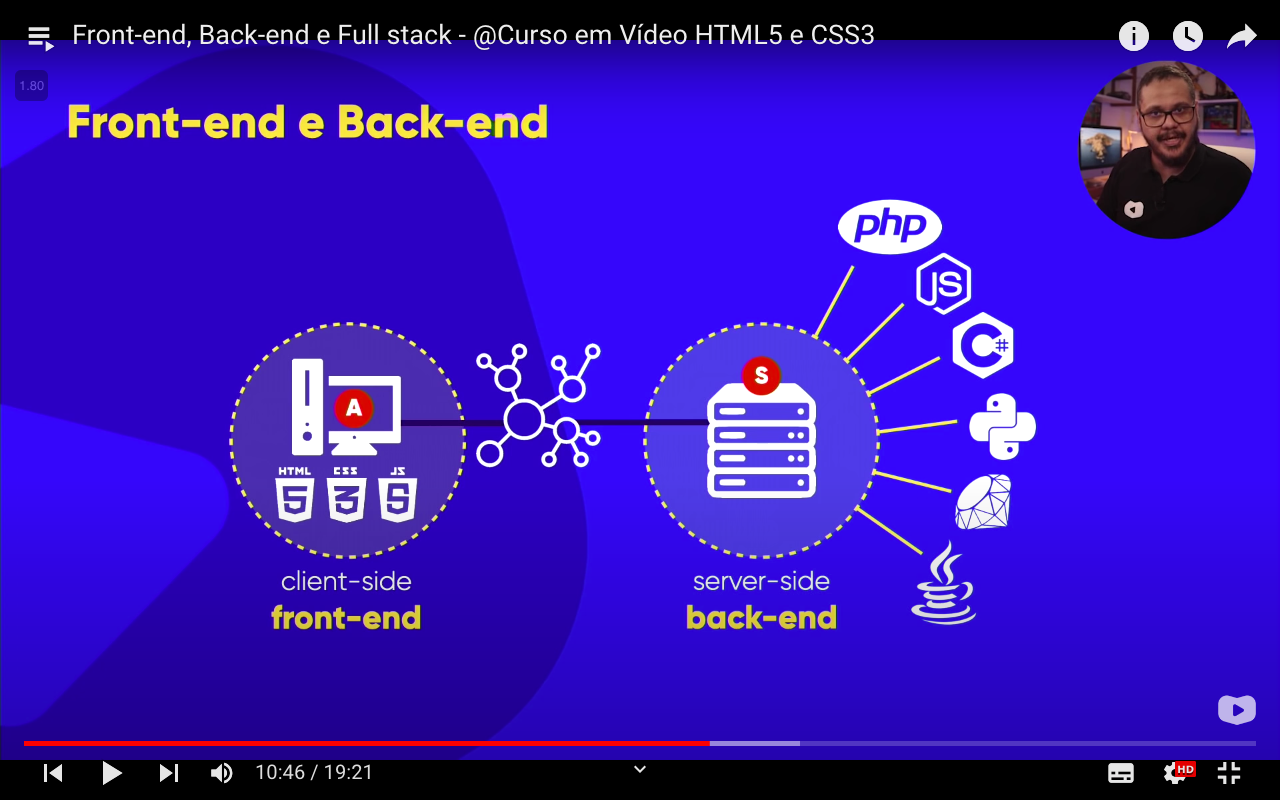 Front-end, Back-end e Full stack - @Curso em Vídeo HTML5 e CSS3
1.80
Front-end e Back-end
php
JS
C#
A
S
HTML CSS JS
5 3 S
client-side
front-end
server-side
back-end
10:46 / 19:21
HD